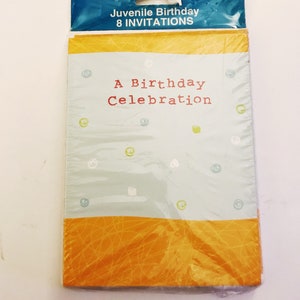 Juvenile Birthday
8 INVITATIONS
A Birthday
Celebration